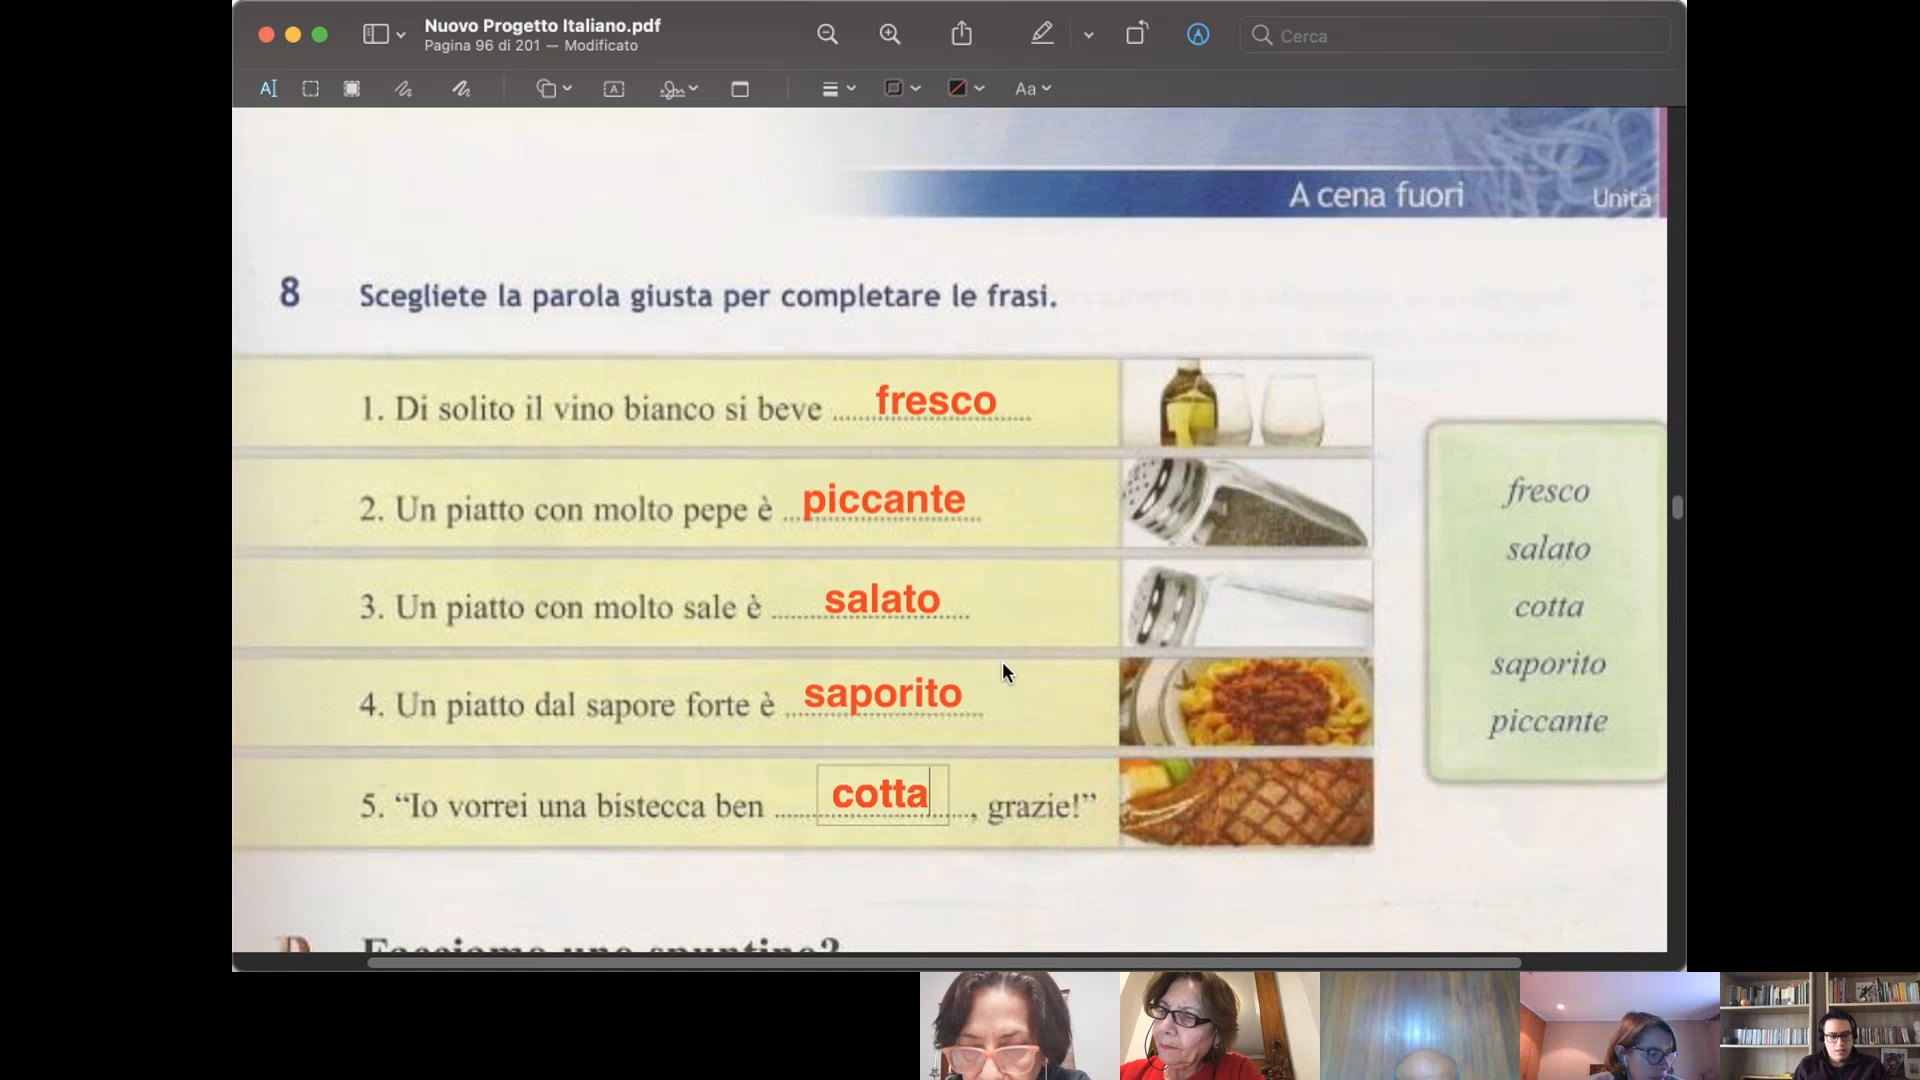 Nuovo Progetto Italiano.pdf
Pagina 96 di 201 — Modificato
Cerca
Aa
A cena fuori
Unità
8 Scegliete la parola giusta per completare le frasi.
1. Di solito il vino bianco si beve fresco
2. Un piatto con molto pepe è piccante
3. Un piatto con molto sale è salato
4. Un piatto dal sapore forte è saporito
5. “Io vorrei una bistecca ben cotta, grazie!”
fresco
salato
cotta
saporito
piccante
D Facciamo uno spuntino?